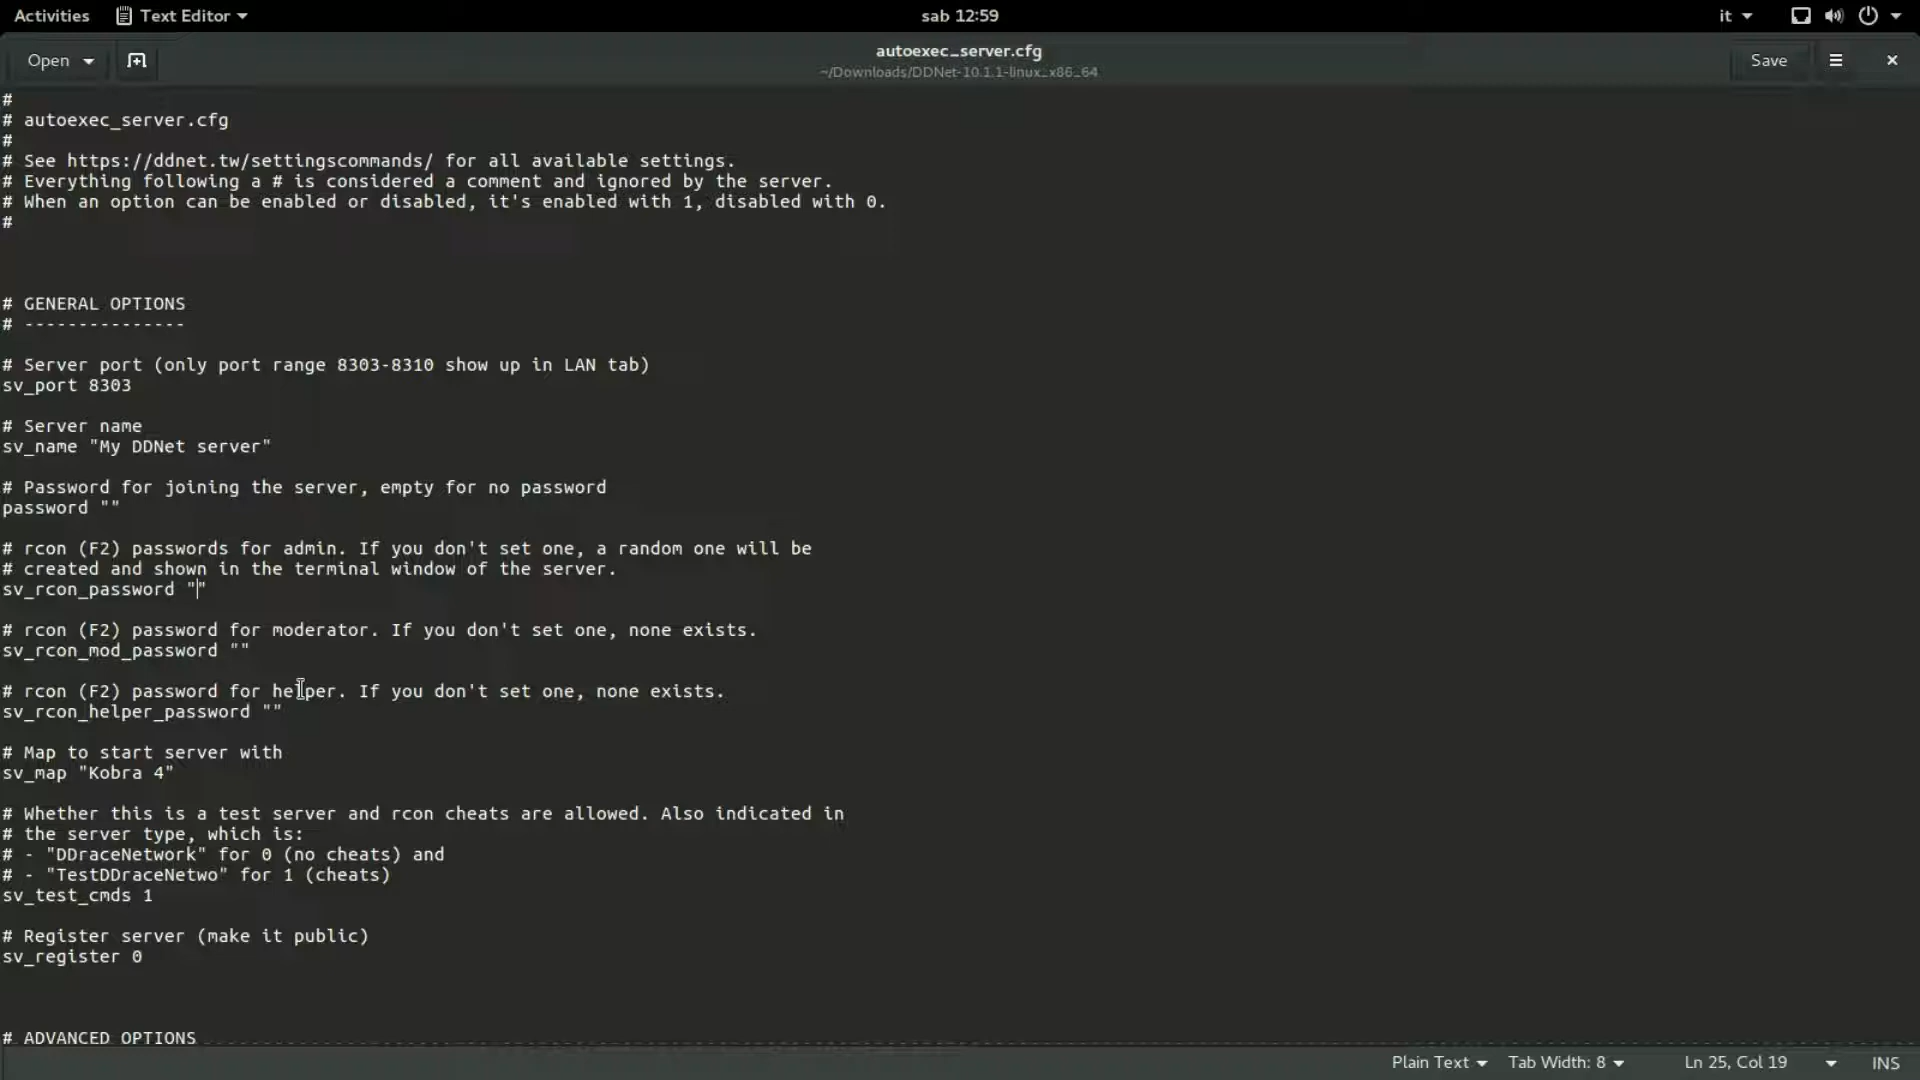 Activities Text Editor sab 12:59 it
Open autoexec_server.cfg Save
~/Downloads/DDNet-10.1.1-linux_x86_64
#
# autoexec_server.cfg
#
# See https://ddnet.tw/settingscommands/ for all available settings.
# Everything following a # is considered a comment and ignored by the server.
# When an option can be enabled or disabled, it's enabled with 1, disabled with 0.
#
# GENERAL OPTIONS
# ---------------
# Server port (only port range 8303-8310 show up in LAN tab)
sv_port 8303
# Server name
sv_name "My DDNet server"
# Password for joining the server, empty for no password
password ""
# rcon (F2) passwords for admin. If you don't set one, a random one will be
# created and shown in the terminal window of the server.
sv_rcon_password ""
# rcon (F2) password for moderator. If you don't set one, none exists.
sv_rcon_mod_password ""
# rcon (F2) password for helper. If you don't set one, none exists.
sv_rcon_helper_password ""
# Map to start server with
sv_map "Kobra 4"
# Whether this is a test server and rcon cheats are allowed. Also indicated in
# the server type, which is:
# - "DDraceNetwork" for 0 (no cheats) and
# - "TestDDraceNetwo" for 1 (cheats)
sv_test_cmds 1
# Register server (make it public)
sv_register 0
# ADVANCED OPTIONS
Plain Text Tab Width: 8 Ln 25, Col 19 INS